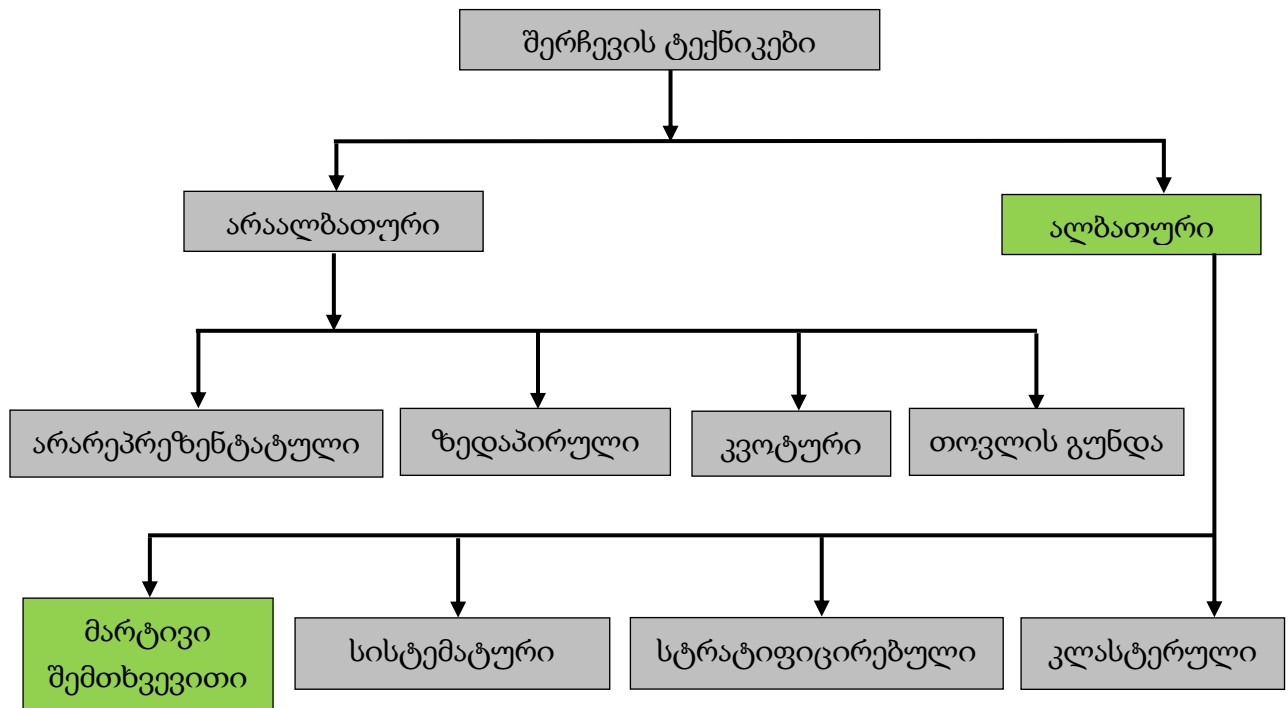 შერჩევის ტექნიკები
არაალბათური
ალბათური
არარეპრეზენტატული
ზედაპირული
კვოტური
თოვლის გუნდა
მარტივი
შემთხვევითი
სისტემატური
სტრატიფიცირებული
კლასტერული